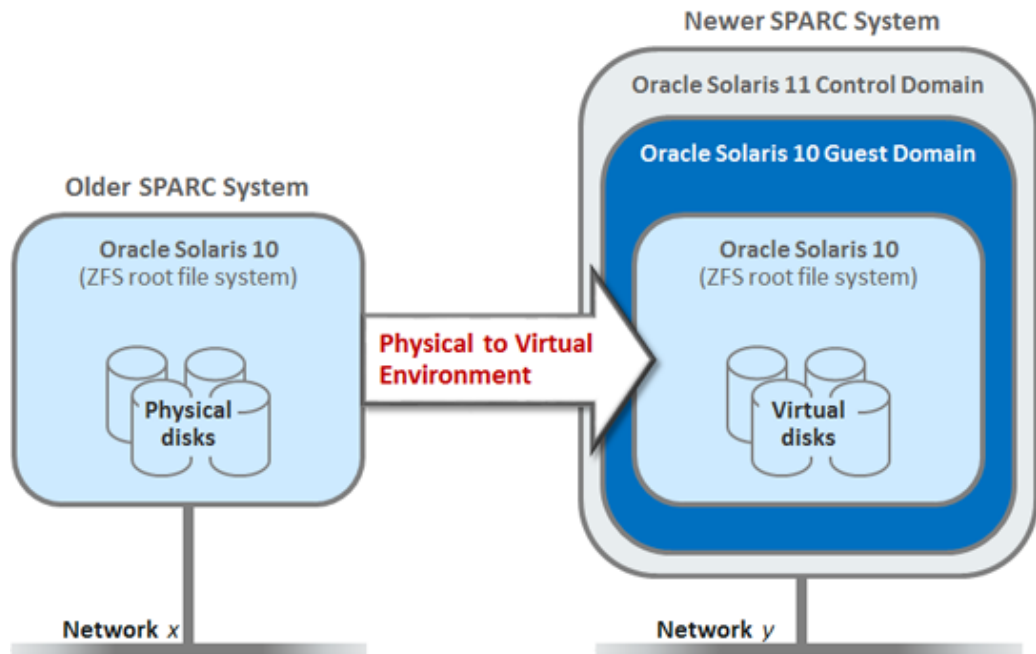 Older SPARC System
Oracle Solaris 10
(ZFS root file system)
Physical
disks
Network x
Physical to Virtual
Environment
Newer SPARC System
Oracle Solaris 11 Control Domain
Oracle Solaris 10 Guest Domain
Oracle Solaris 10
(ZFS root file system)
Virtual
disks
Network y